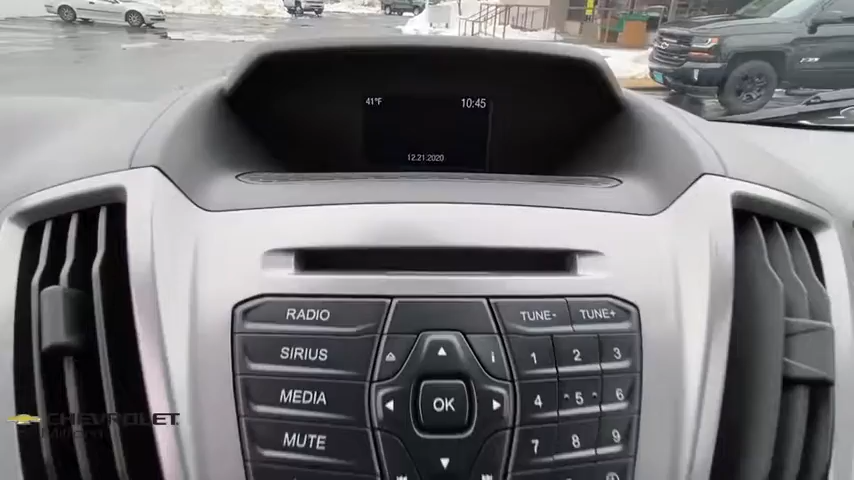 41°F 10:45
12.21.2020
RADIO TUNE- TUNE+
SIRIUS i 1 2 3
MEDIA OK 4 5 6
MUTE 7 8 9
CHEVROLET